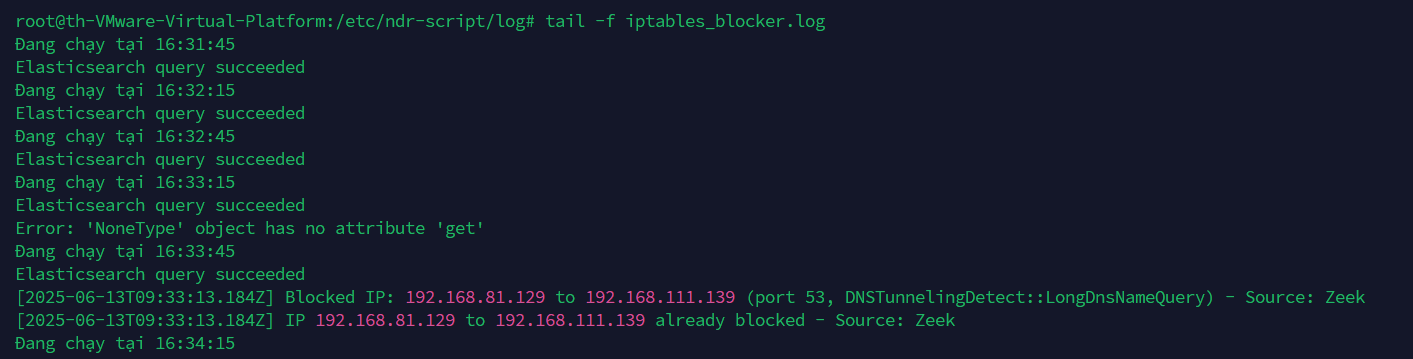 root@th-VMware-Virtual-Platform:/etc/ndr-script/log# tail -f iptables_blocker.log
Đang chạy tại 16:31:45
Elasticsearch query succeeded
Đang chạy tại 16:32:15
Elasticsearch query succeeded
Đang chạy tại 16:32:45
Elasticsearch query succeeded
Đang chạy tại 16:33:15
Elasticsearch query succeeded
Error: 'NoneType' object has no attribute 'get'
Đang chạy tại 16:33:45
Elasticsearch query succeeded
[2025-06-13T09:33:13.184Z] Blocked IP: 192.168.81.129 to 192.168.111.139 (port 53, DNSTunnelingDetect::LongDnsNameQuery) - Source: Zeek
[2025-06-13T09:33:13.184Z] IP 192.168.81.129 to 192.168.111.139 already blocked - Source: Zeek
Đang chạy tại 16:34:15